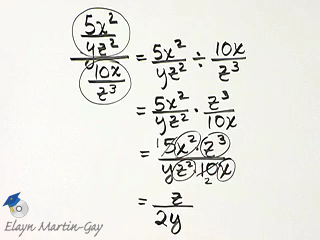 5x²/yz² / 10x/z³ = 5x²/yz² ÷ 10x/z³
= 5x²/yz² · z³/10x
= 1 5x² · z³ / yz² 10x 2
= z/2y
Elayn Martin-Gay